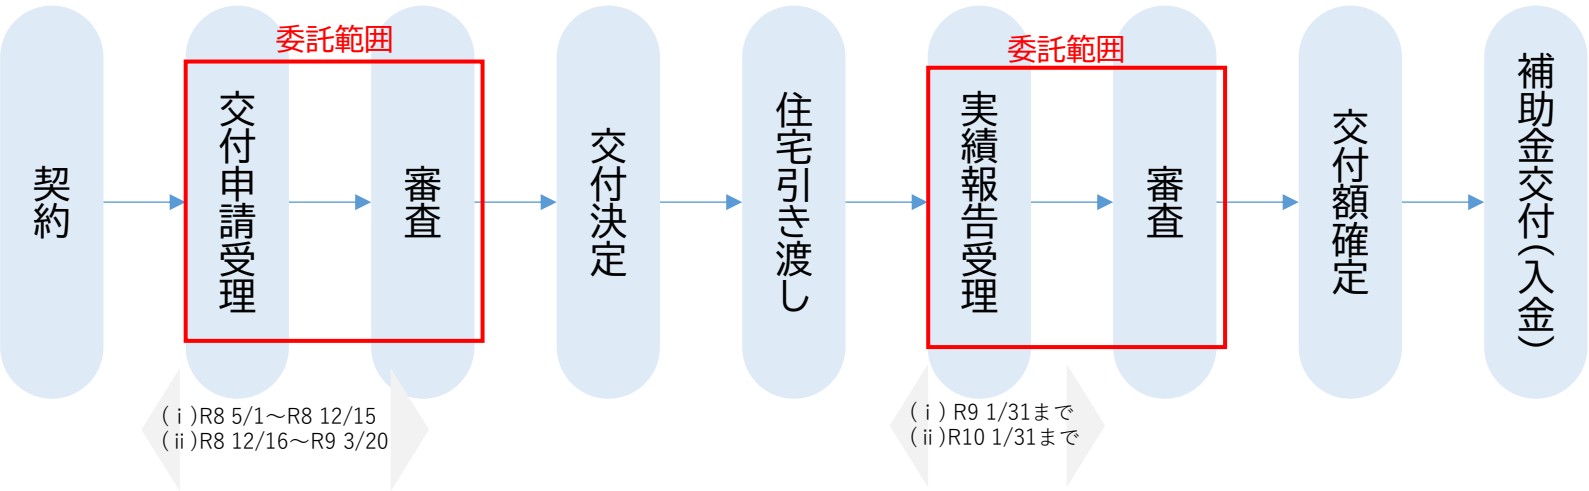 契約
委託範囲
交付申請受理
審査
交付決定
住宅引き渡し
委託範囲
実績報告受理
審査
交付額確定
補助金交付(入金)
(ⅰ)R8 5/1～R8 12/15
(ⅱ)R8 12/16～R9 3/20
(ⅰ) R9 1/31まで
(ⅱ)R10 1/31まで